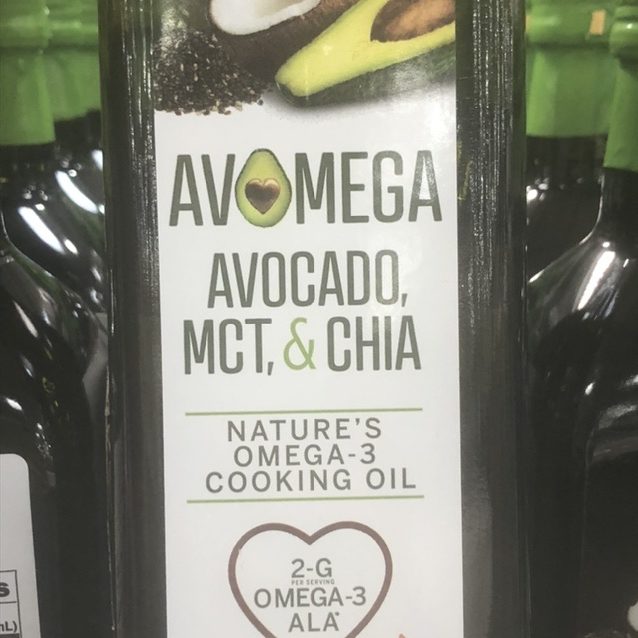 AVOMEGA
AVOCADO,
MCT, & CHIA
NATURE'S
OMEGA-3
COOKING OIL
2-G
PER SERVING
OMEGA-3
ALA*